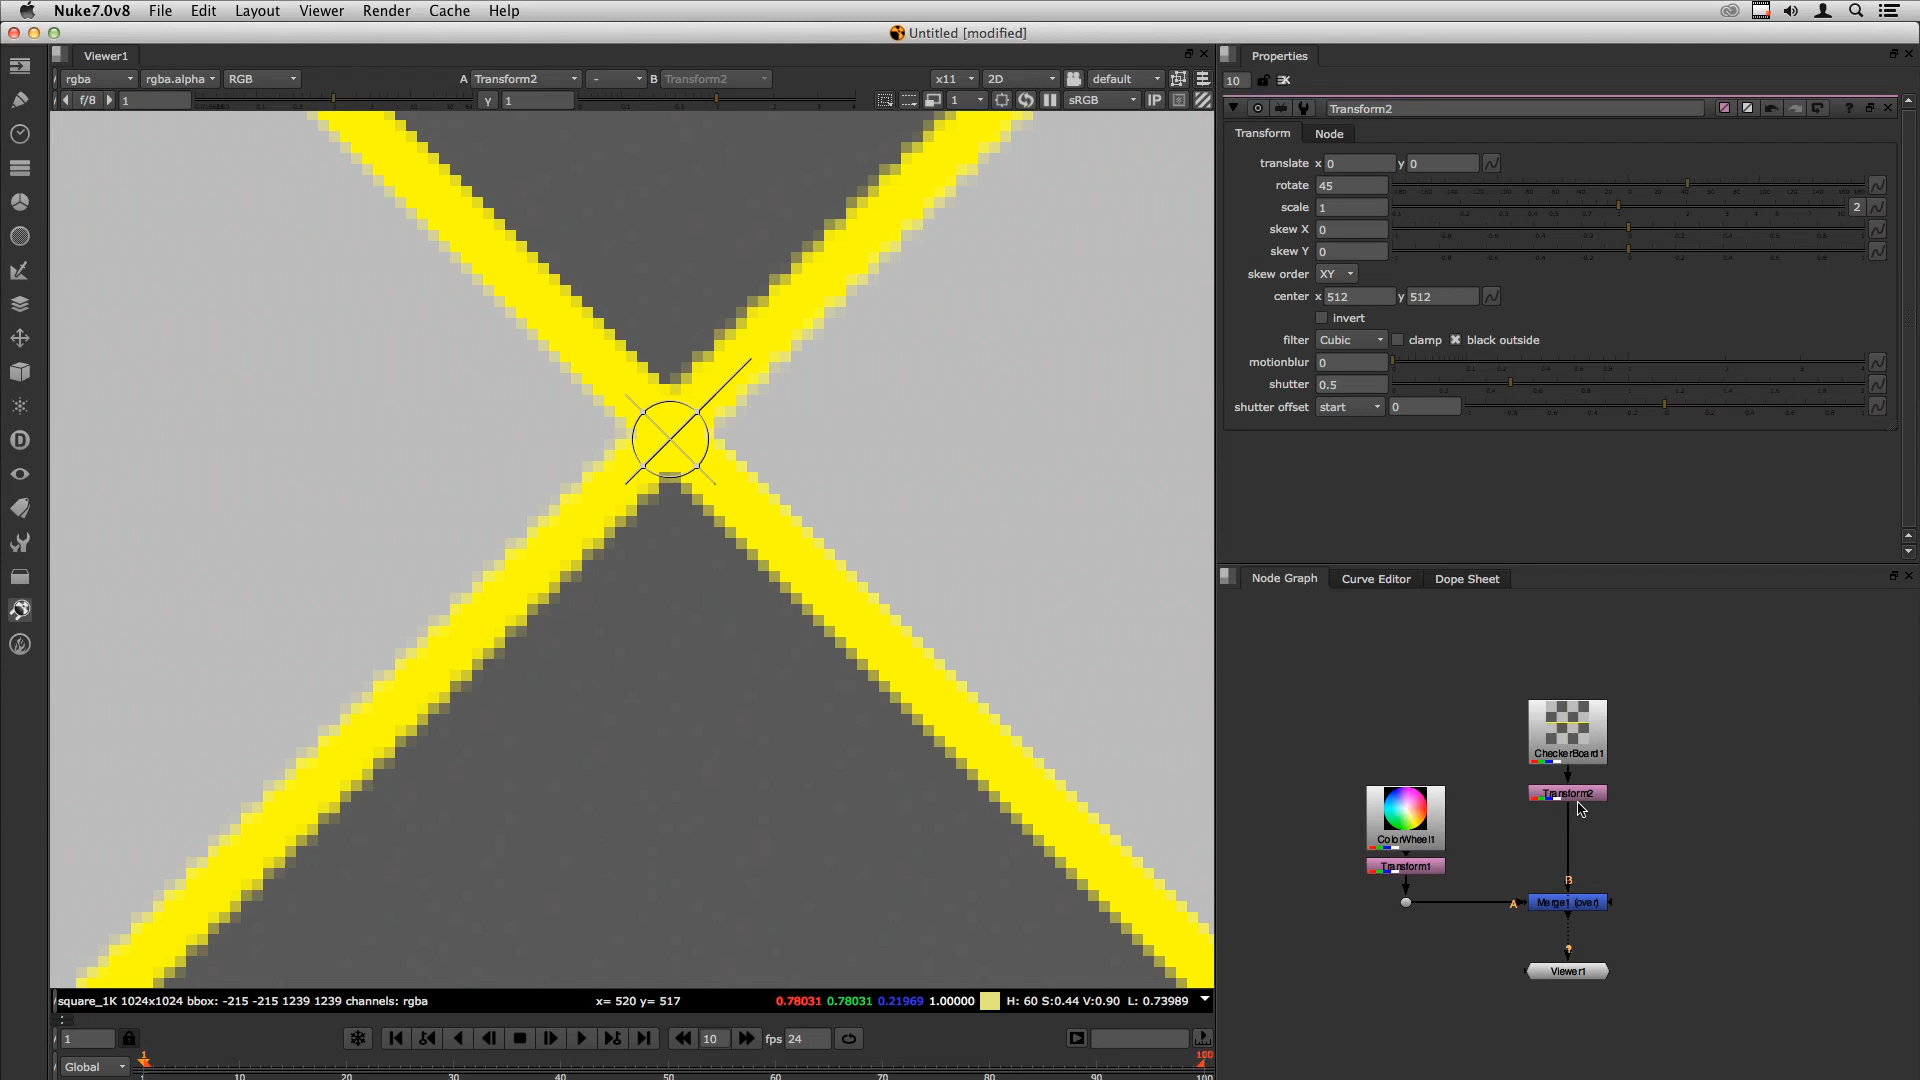 Nuke7.0v8 File Edit Layout Viewer Render Cache Help
Untitled [modified]
Viewer1
rgba rgba.alpha RGB A Transform2 - B Transform2 x11 2D default
f/8 1 Y 1 1 sRGB IP
Properties
10
Transform2
Transform Node
translate x 0 y 0
rotate 45
scale 1 2
skew X 0
skew Y 0
skew order XY
center x 512 y 512
invert
filter Cubic clamp black outside
motionblur 0
shutter 0.5
shutter offset start 0
Node Graph Curve Editor Dope Sheet
CheckerBoard1
Transform2
ColorWheel1
Transform1
B
A Merge1 (over)
Viewer1
square_1K 1024x1024 bbox: -215 -215 1239 1239 channels: rgba x= 520 y= 517 0.78031 0.78031 0.21969 1.00000 H: 60 S:0.44 V:0.90 L: 0.73989
1 10 fps 24
Global 1 100
1 10 20 30 40 50 60 70 80 90 100